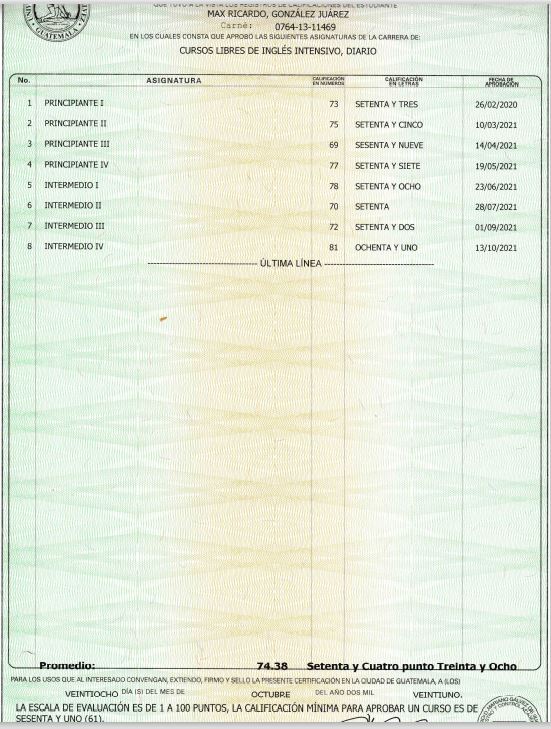 QUE TUVO A LA VISTA LOS REGISTROS DE CALIFICACIONES DEL ESTUDIANTE
MAX RICARDO, GONZÁLEZ JUÁREZ
Carné: 0764-13-11469
EN LOS CUALES CONSTA QUE APROBO LAS SIGUIENTES ASIGNATURAS DE LA CARRERA DE:
CURSOS LIBRES DE INGLÉS INTENSIVO, DIARIO
GUATEMALA
No. ASIGNATURA CALIFICACIÓN EN NÚMEROS CALIFICACIÓN EN LETRAS FECHA DE APROBACIÓN
1 PRINCIPIANTE I 73 SETENTA Y TRES 26/02/2020
2 PRINCIPIANTE II 75 SETENTA Y CINCO 10/03/2021
3 PRINCIPIANTE III 69 SESENTA Y NUEVE 14/04/2021
4 PRINCIPIANTE IV 77 SETENTA Y SIETE 19/05/2021
5 INTERMEDIO I 78 SETENTA Y OCHO 23/06/2021
6 INTERMEDIO II 70 SETENTA 28/07/2021
7 INTERMEDIO III 72 SETENTA Y DOS 01/09/2021
8 INTERMEDIO IV 81 OCHENTA Y UNO 13/10/2021
ÚLTIMA LÍNEA
Promedio: 74.38 Setenta y Cuatro punto Treinta y Ocho
PARA LOS USOS QUE AL INTERESADO CONVENGAN, EXTIENDO, FIRMO Y SELLO LA PRESENTE CERTIFICACIÓN EN LA CIUDAD DE GUATEMALA A (LOS)
VEINTIOCHO DÍA (S) DEL MES DE OCTUBRE DEL AÑO DOS MIL VEINTIUNO.
LA ESCALA DE EVALUACIÓN ES DE 1 A 100 PUNTOS, LA CALIFICACIÓN MÍNIMA PARA APROBAR UN CURSO ES DE
SESENTA Y UNO (61).